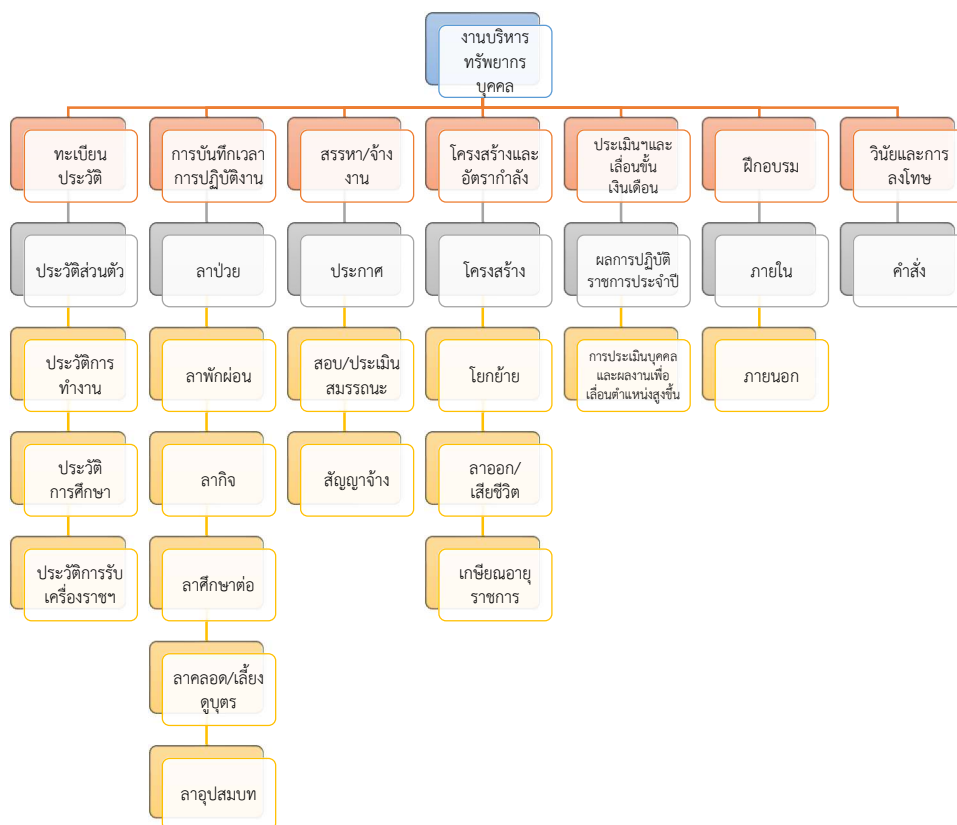 งานบริหาร
ทรัพยากร
บุคคล
ทะเบียน
ประวัติ
การบันทึกเวลา
การปฏิบัติงาน
สรรหา/จ้าง
งาน
โครงสร้างและ
อัตรากำลัง
ประเมินฯและ
เลื่อนขั้น
เงินเดือน
ฝึกอบรม
วินัยและการ
ลงโทษ
ประวัติส่วนตัว
ลาป่วย
ประกาศ
โครงสร้าง
ผลการปฏิบัติ
ราชการประจำปี
ภายใน
คำสั่ง
ประวัติการ
ทำงาน
ลาพักผ่อน
สอบ/ประเมิน
สมรรถนะ
โยกย้าย
การประเมินบุคคล
และผลงานเพื่อ
เลื่อนตำแหน่งสูงขึ้น
ภายนอก
ประวัติ
การศึกษา
ลากิจ
สัญญาจ้าง
ลาออก/
เสียชีวิต
ประวัติการรับ
เครื่องราชฯ
ลาศึกษาต่อ
เกษียณอายุ
ราชการ
ลาคลอด/เลี้ยง
ดูบุตร
ลาอุปสมบท